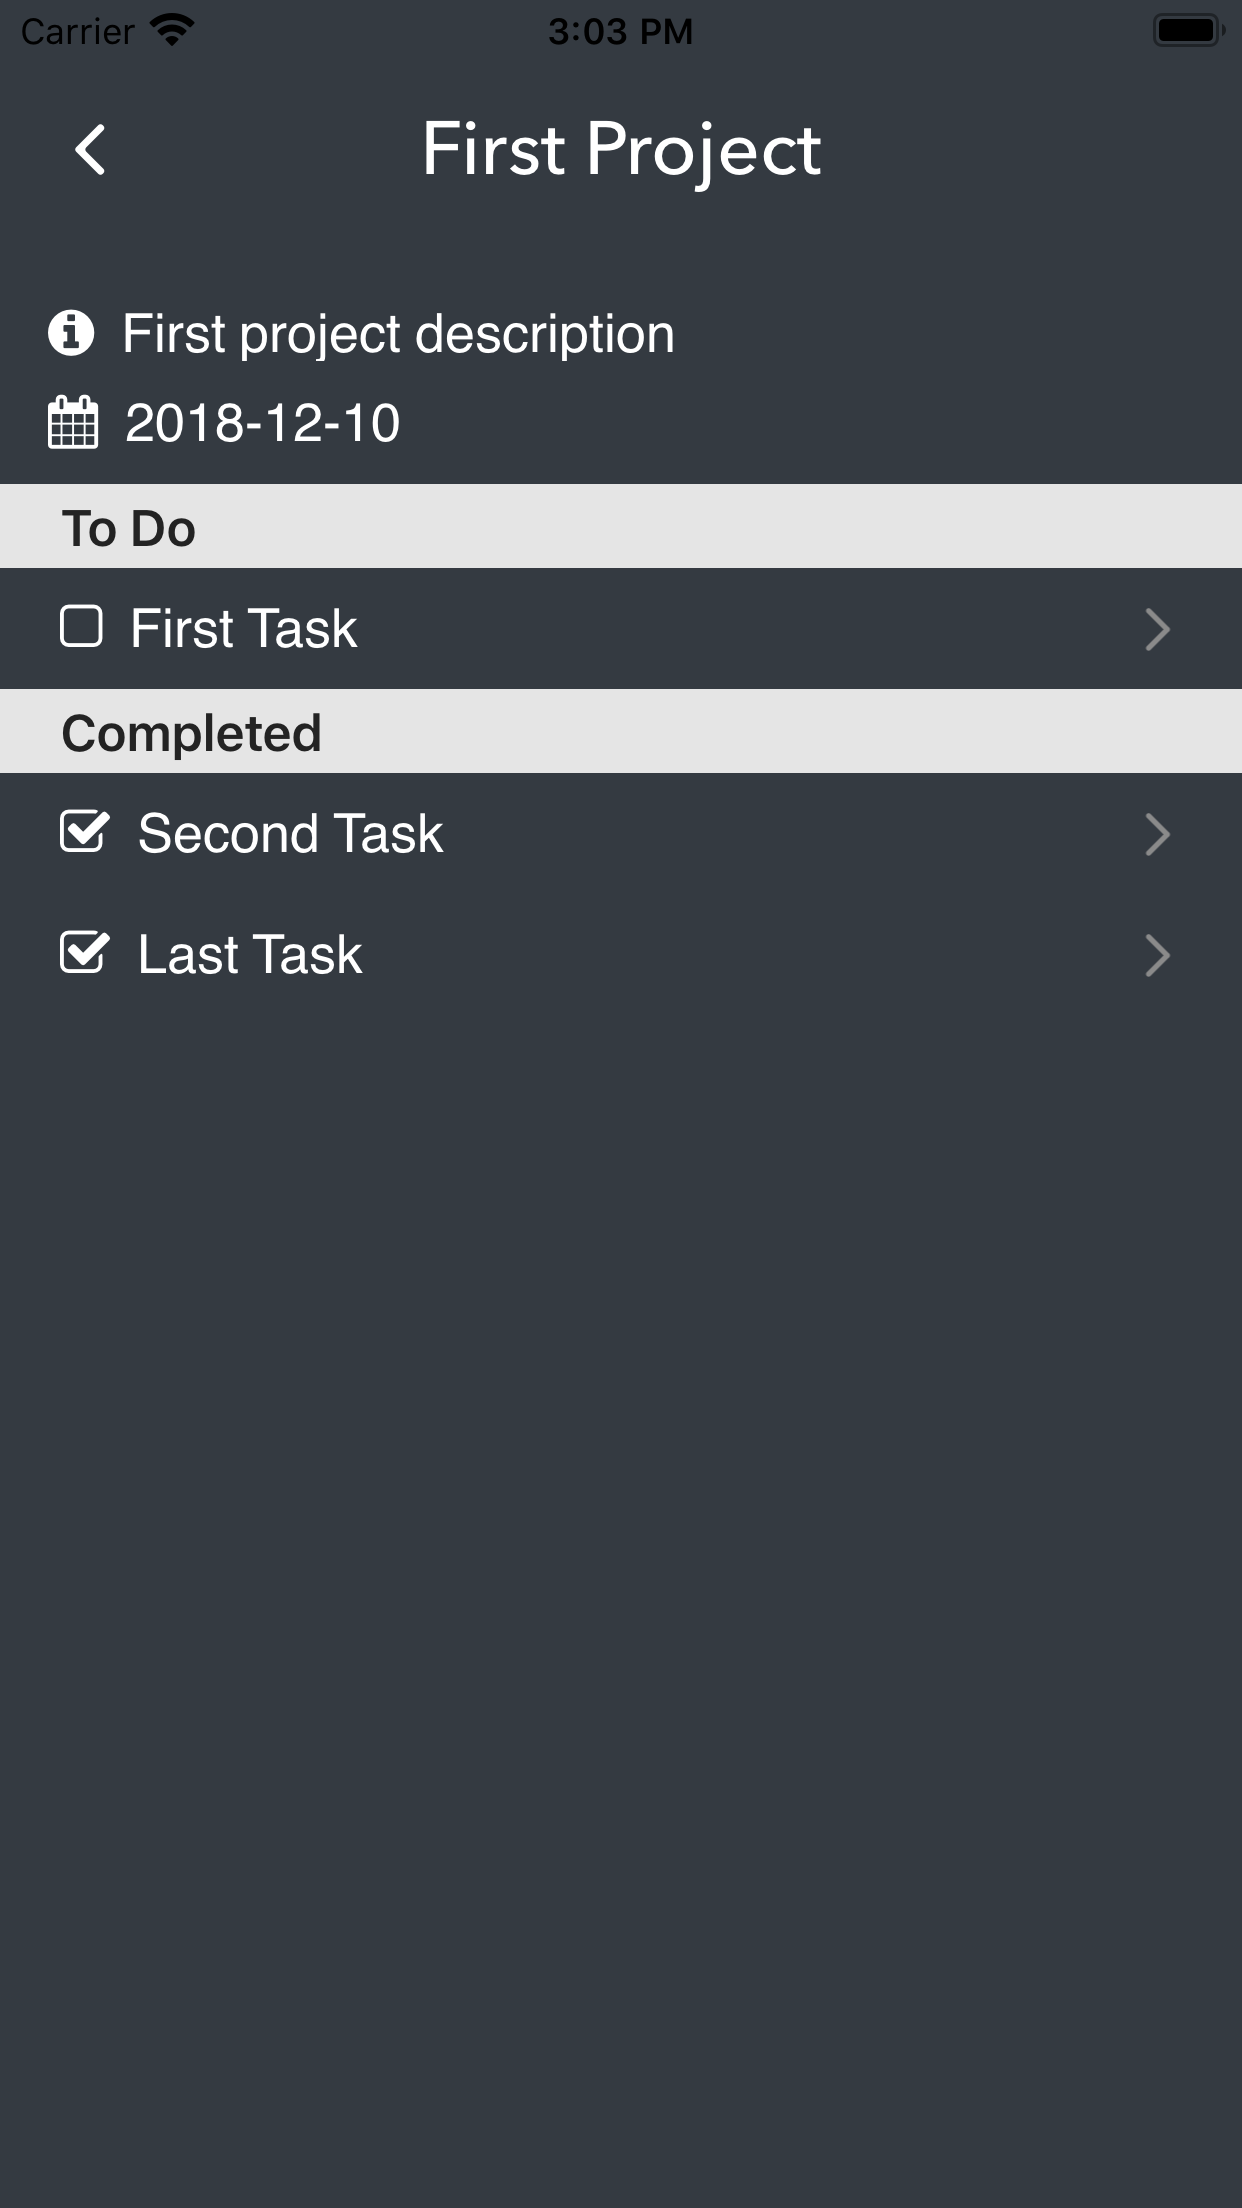 Carrier 3:03 PM
First Project
First project description
2018-12-10
To Do
First Task
Completed
Second Task
Last Task